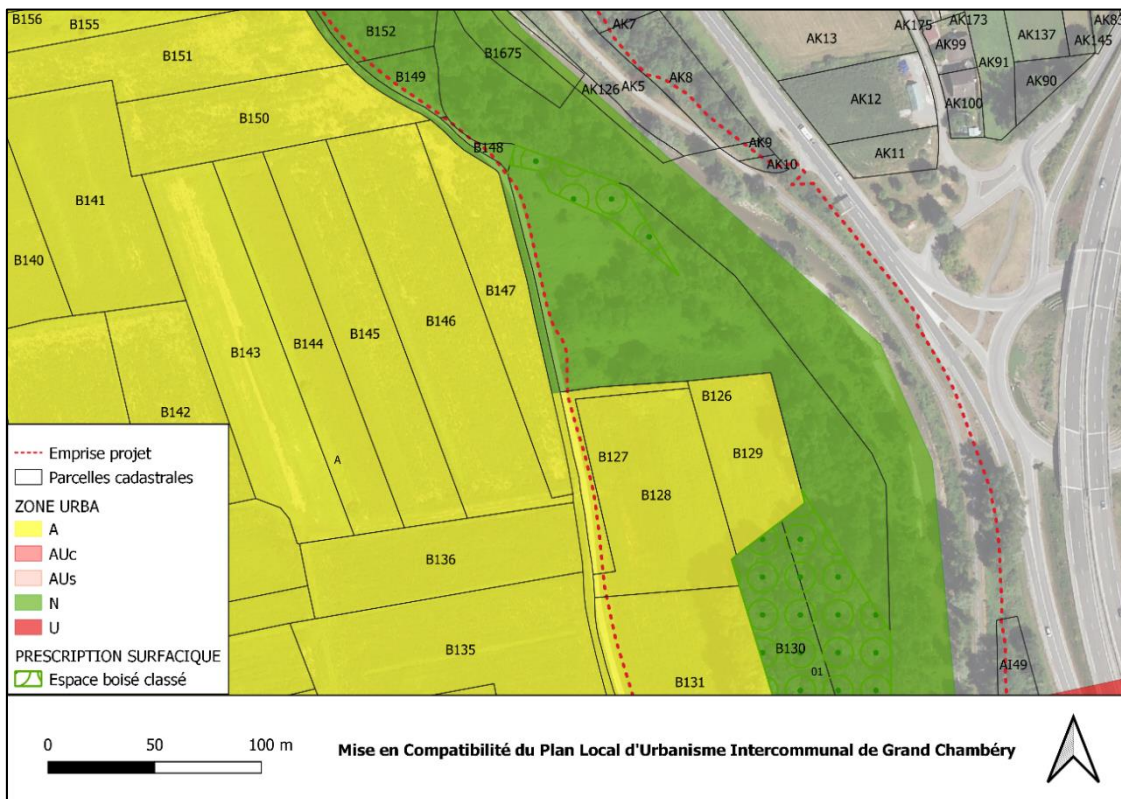 B156
B155
B151
B152
B149
B1675
AK7
AK8
AK126
AK5
AK13
AK175
AK173
AK99
AK137
AK83
AK145
AK91
AK90
AK12
AK100
AK11
AK9
AK10
B150
B148
B141
B140
B147
B146
B145
B144
B143
B142
A
B126
B127
B129
B128
B136
B135
B130
01
B131
AI49
Emprise projet
Parcelles cadastrales
ZONE URBA
A
AUc
AUs
N
U
PRESCRIPTION SURFACIQUE
Espace boisé classé
0 50 100 m
Mise en Compatibilité du Plan Local d'Urbanisme Intercommunal de Grand Chambéry